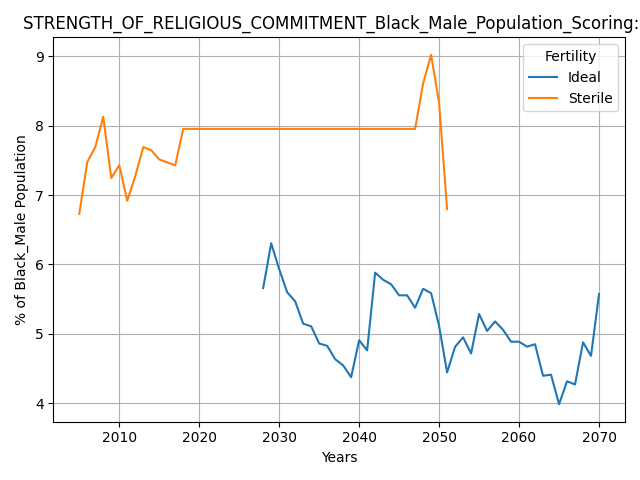 STRENGTH_OF_RELIGIOUS_COMMITMENT_Black_Male_Population_Scoring:
Fertility
Ideal
Sterile
% of Black_Male Population
9
8
7
6
5
4
2010 2020 2030 2040 2050 2060 2070
Years